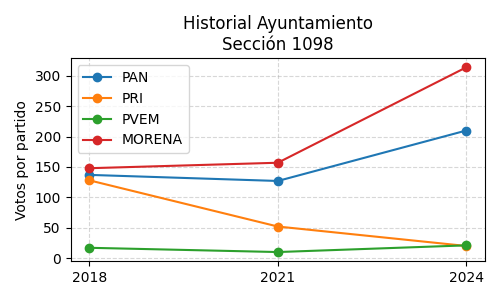 Historial Ayuntamiento
Sección 1098
Votos por partido
300
250
200
150
100
50
0
PAN
PRI
PVEM
MORENA
2018
2021
2024